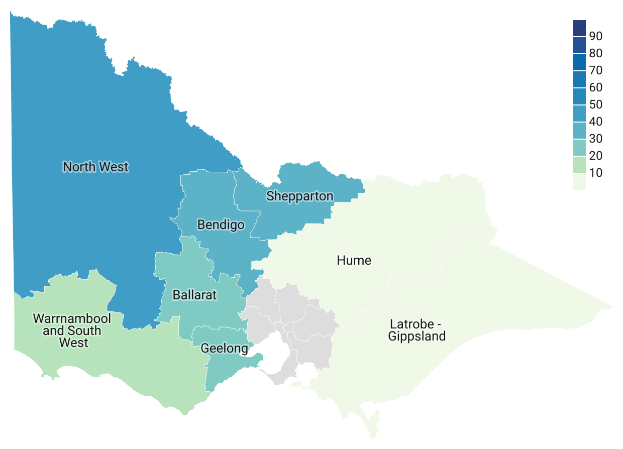 90
80
70
60
50
40
30
20
10
North West
Shepparton
Bendigo
Hume
Ballarat
Warrnambool
and South
West
Latrobe -
Gippsland
Geelong